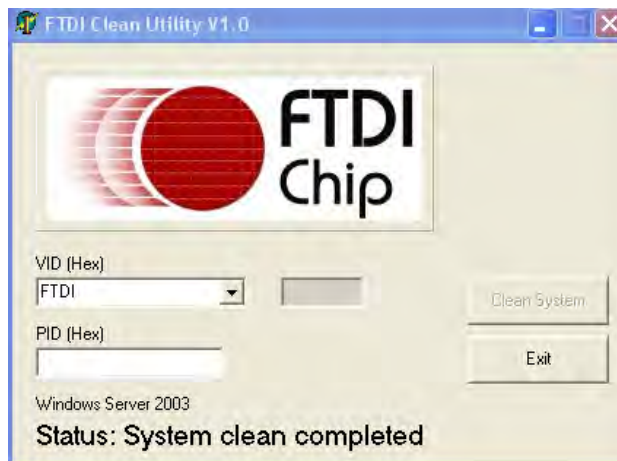 FTDI Clean Utility V1.0
FTDI
Chip
VID (Hex)
FTDI
Clean System
PID (Hex)
Exit
Windows Server 2003
Status: System clean completed